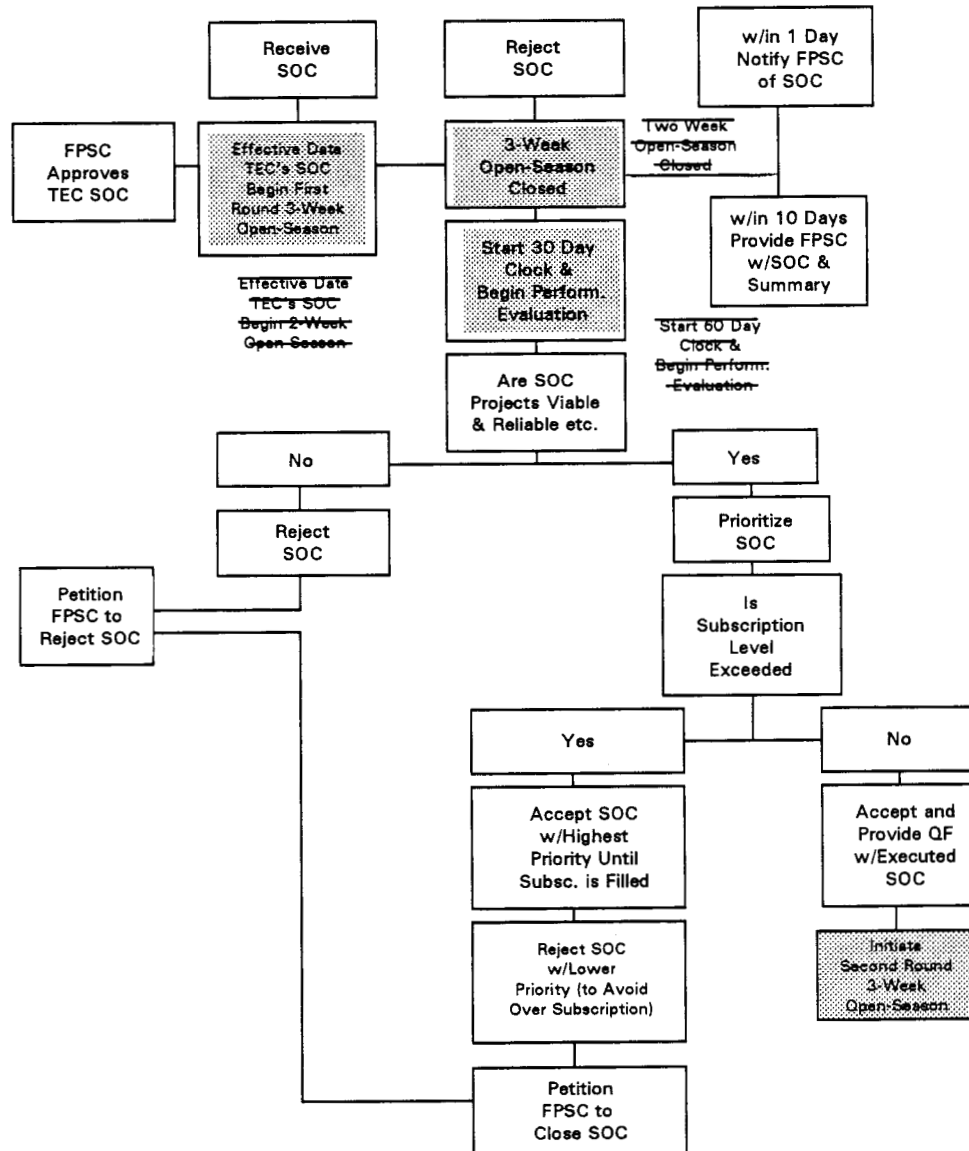 Receive
SOC
Reject
SOC
w/in 1 Day
Notify FPSC
of SOC
FPSC
Approves
TEC SOC
Effective Date
TEC's SOC
Begin First
Round 3-Week
Open-Season
3-Week
Open-Season
Closed
Two Week
Open-Season
Closed
w/in 10 Days
Provide FPSC
w/SOC &
Summary
Effective Date
TEC's SOC
Begin 2-Week
Open Season
Start 30 Day
Clock &
Begin Perform.
Evaluation
Start 60 Day
Clock &
Begin Perform.
Evaluation
Are SOC
Projects Viable
& Reliable etc.
No
Yes
Reject
SOC
Prioritize
SOC
Petition
FPSC to
Reject SOC
Is
Subscription
Level
Exceeded
Yes
No
Accept SOC
w/Highest
Priority Until
Subsc. is Filled
Accept and
Provide QF
w/Executed
SOC
Reject SOC
w/Lower
Priority (to Avoid
Over Subscription)
Initiate
Second Round
3-Week
Open-Season
Petition
FPSC to
Close SOC